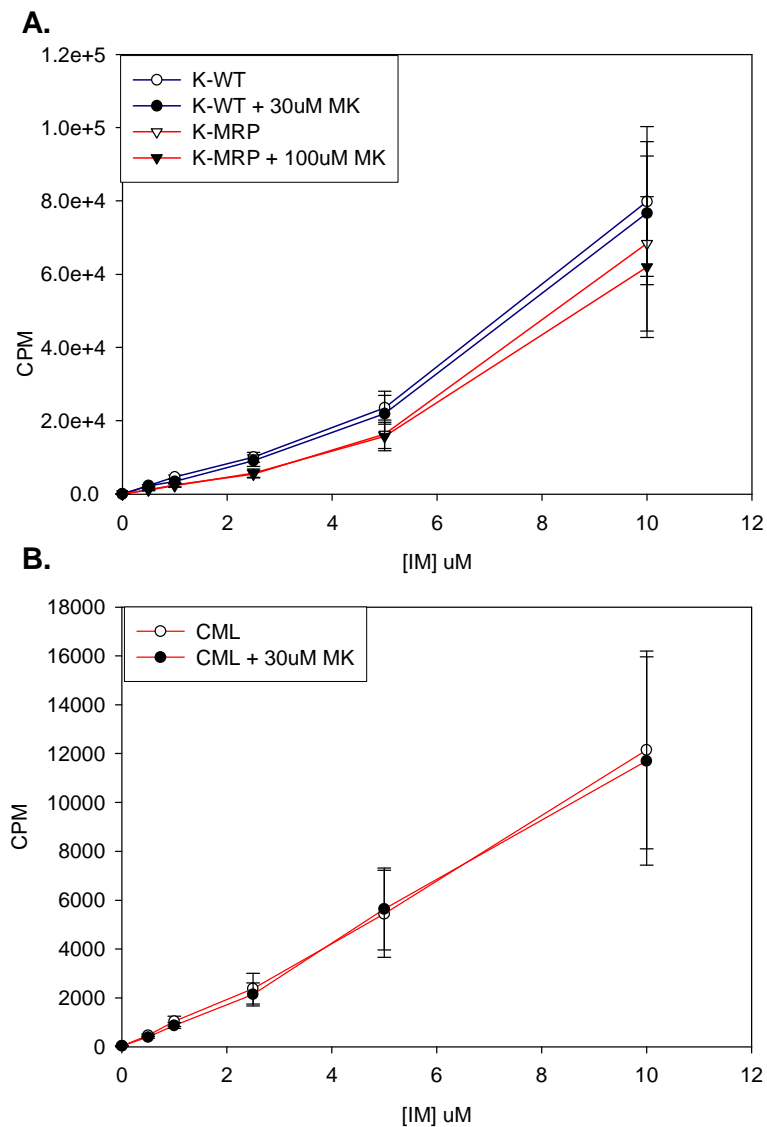 A.
1.2e+5
1.0e+5
8.0e+4
6.0e+4
4.0e+4
2.0e+4
0.0
CPM
K-WT
K-WT + 30uM MK
K-MRP
K-MRP + 100uM MK
0 2 4 6 8 10 12
[IM] uM
B.
18000
16000
14000
12000
10000
8000
6000
4000
2000
0
CPM
CML
CML + 30uM MK
0 2 4 6 8 10 12
[IM] uM